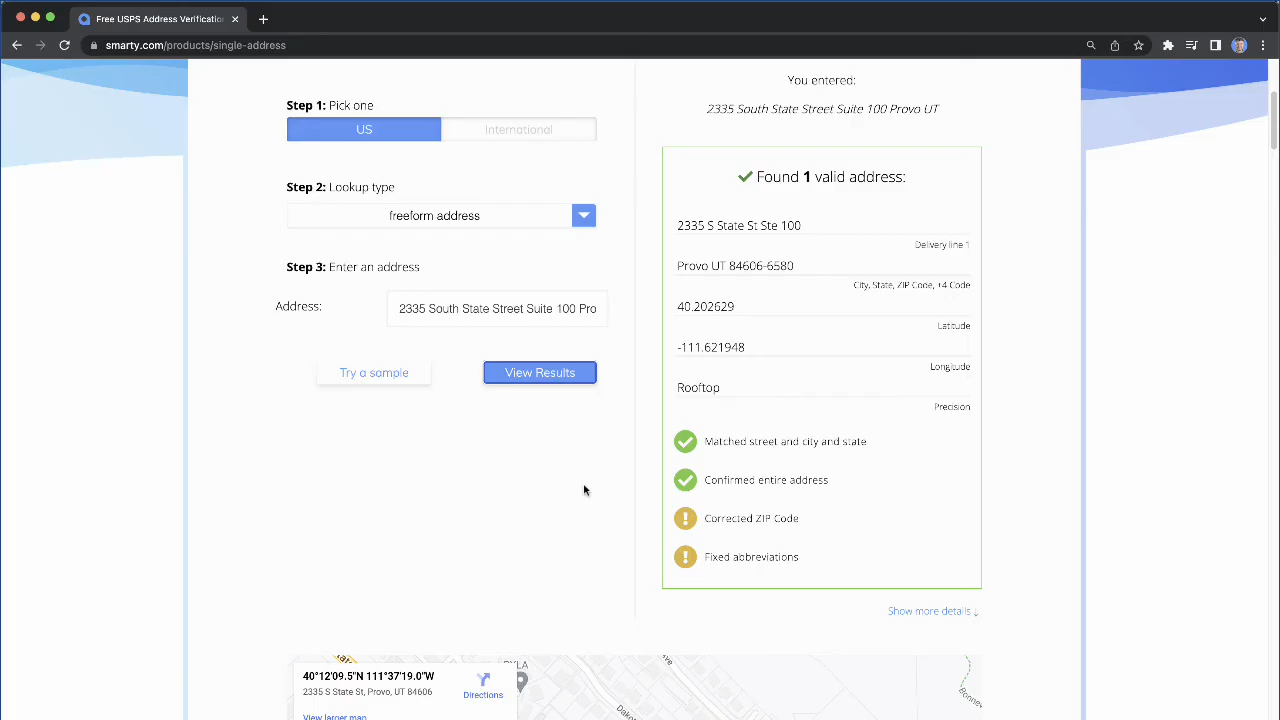 Free USPS Address Verification
smarty.com/products/single-address
Step 1: Pick one
US
International
Step 2: Lookup type
freeform address
Step 3: Enter an address
Address:
2335 South State Street Suite 100 Pro
Try a sample
View Results
You entered:
2335 South State Street Suite 100 Provo UT
Found 1 valid address:
2335 S State St Ste 100
Delivery line 1
Provo UT 84606-6580
City, State, ZIP Code, +4 Code
40.202629
Latitude
-111.621948
Longitude
Rooftop
Precision
Matched street and city and state
Confirmed entire address
Corrected ZIP Code
Fixed abbreviations
Show more details ↓
40°12'09.5"N 111°37'19.0"W
2335 S State St, Provo, UT 84606
Directions
View larger map